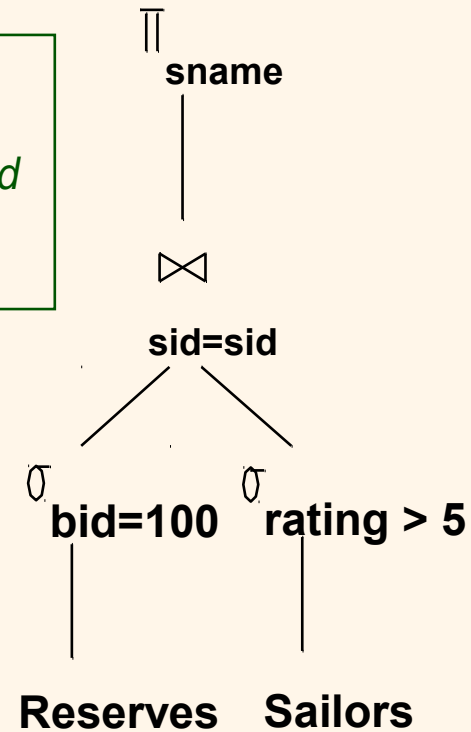 π
sname
d
⋈
sid=sid
σ bid=100 σ rating > 5
Reserves Sailors